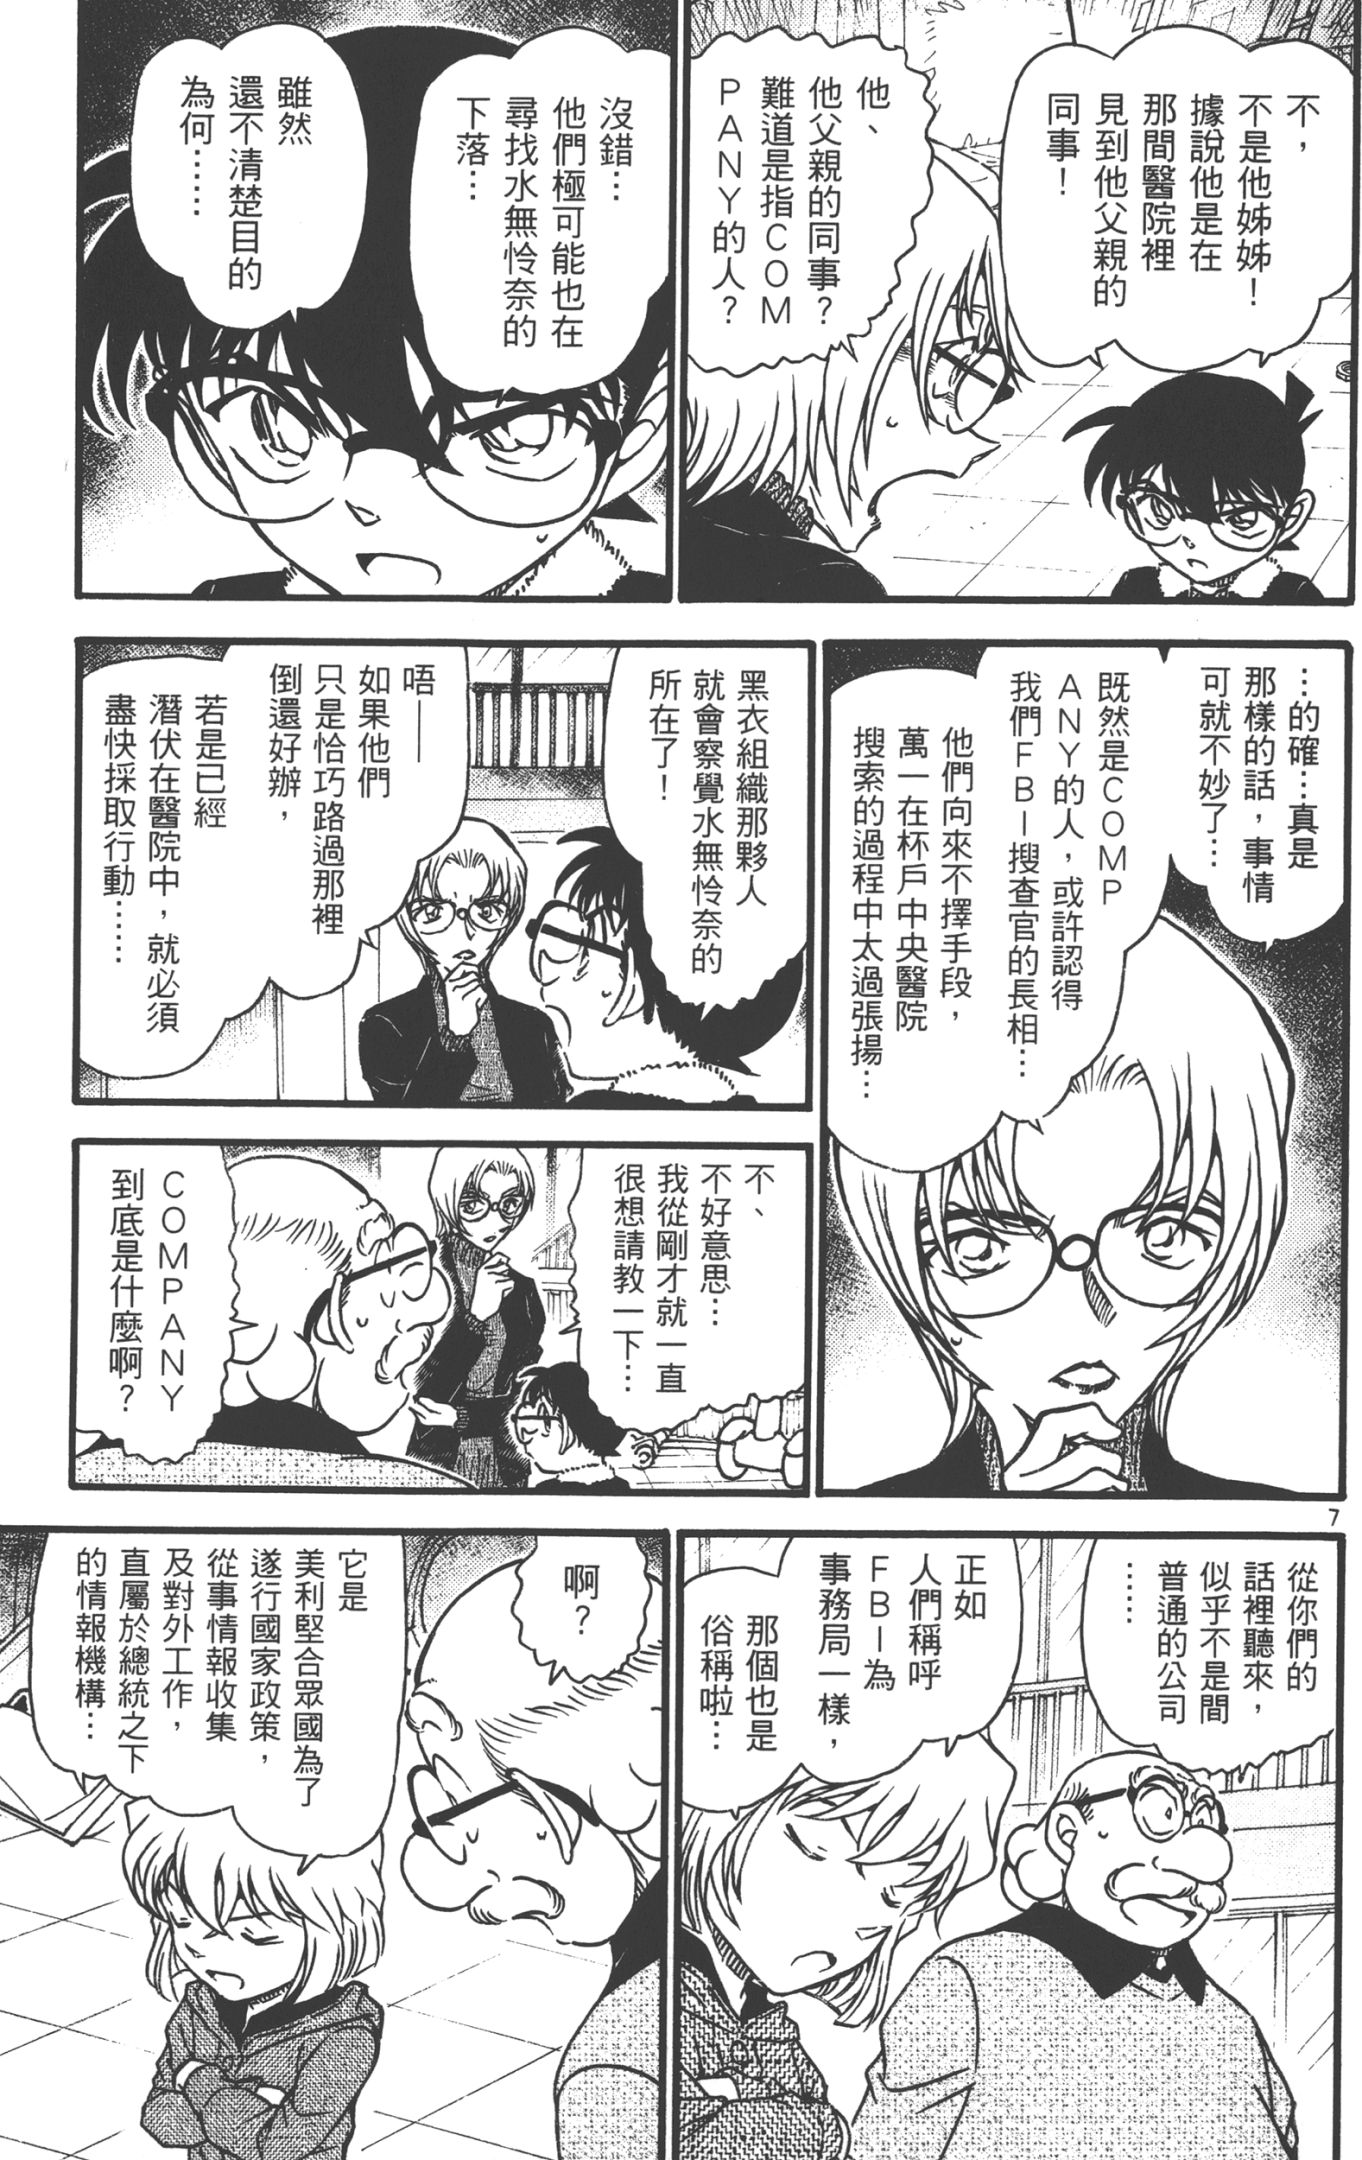 不，
不是他姊姊！
據說他是在
那間醫院裡
見到他父親的
同事！
他、
他父親的同事？
難道是指COM
PANY的人？
沒錯…
他們極可能也在
尋找水無怜奈的
下落…
雖然
還不清楚目的
為何……
…的確…真是
那樣的話，事情
可就不妙了…
既然是COMP
ANY的人，或許認得
我們FBI搜查官的長相…
他們向來不擇手段，
萬一在杯戶中央醫院
搜索的過程中太過張揚…
黑衣組織那夥人
就會察覺水無怜奈的
所在了！
唔——
如果他們
只是恰巧路過那裡
倒還好辦，
若是已經
潛伏在醫院中，就必須
盡快採取行動……
不、
不好意思…
我從剛才就一直
很想請教一下…
COMPANY
到底是什麼啊？
7
從你們的
話裡聽來，
似乎不是間
普通的公司
……
正如
人們稱呼
FBI為
事務局一樣，
那個也是
俗稱啦…
啊？
它是
美利堅合眾國為了
遂行國家政策，
從事情報收集
及對外工作，
直屬於總統之下
的情報機構…